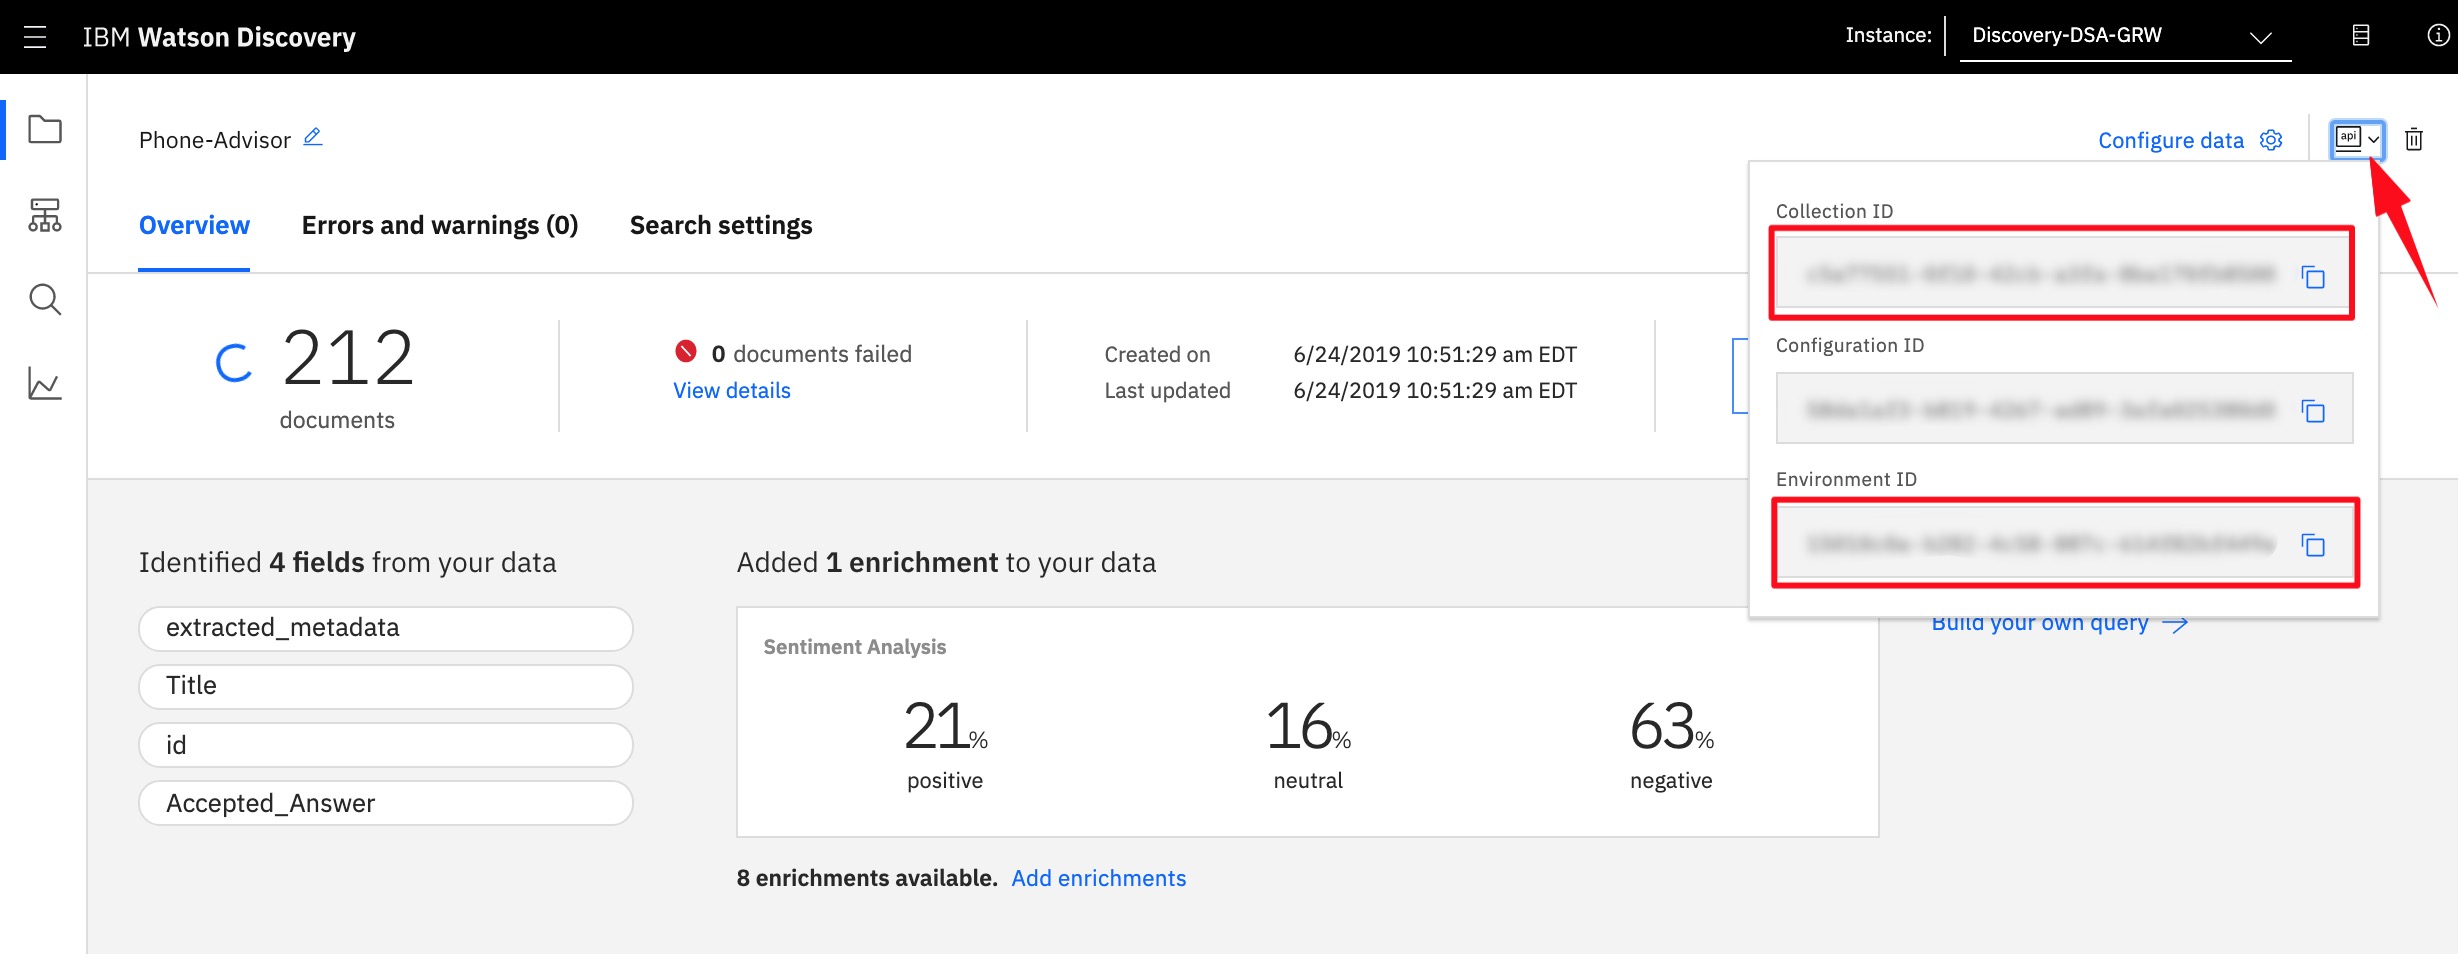 IBM Watson Discovery
Instance:
Discovery-DSA-GRW
Phone-Advisor
Configure data
api
Overview
Errors and warnings (0)
Search settings
Collection ID
Configuration ID
Environment ID
212
documents
0 documents failed
View details
Created on 6/24/2019 10:51:29 am EDT
Last updated 6/24/2019 10:51:29 am EDT
Identified 4 fields from your data
extracted_metadata
Title
id
Accepted_Answer
Added 1 enrichment to your data
Sentiment Analysis
21% 16% 63%
positive neutral negative
8 enrichments available. Add enrichments
Build your own query